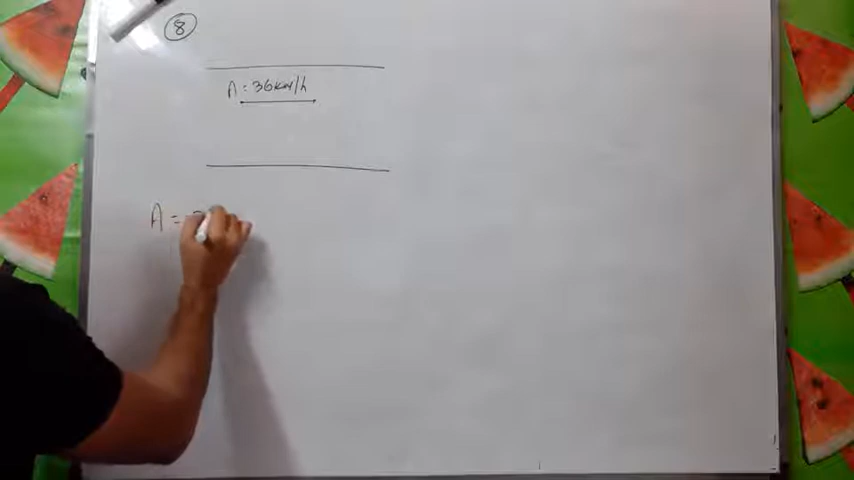 8
A = 36km/h
A =